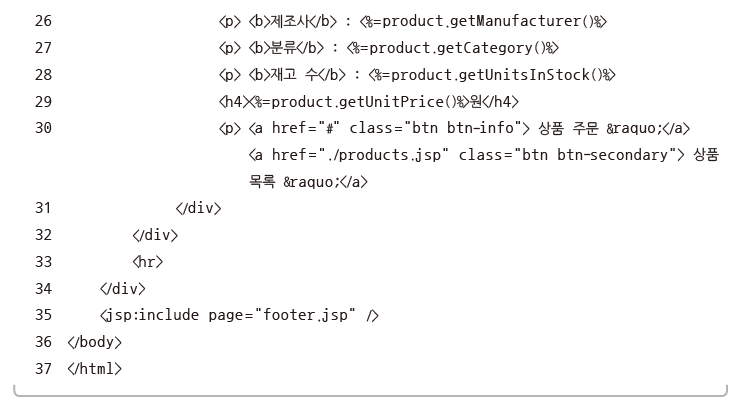 26 <p> <b>제조사</b> : <%=product.getManufacturer()%>
27 <p> <b>분류</b> : <%=product.getCategory()%>
28 <p> <b>재고 수</b> : <%=product.getUnitsInStock()%>
29 <h4><%=product.getUnitPrice()%>원</h4>
30 <p> <a href="#" class="btn btn-info"> 상품 주문 &raquo;</a>
<a href="./products.jsp" class="btn btn-secondary"> 상품
목록 &raquo;</a>
31 </div>
32 </div>
33 <hr>
34 </div>
35 <jsp:include page="footer.jsp" />
36 </body>
37 </html>